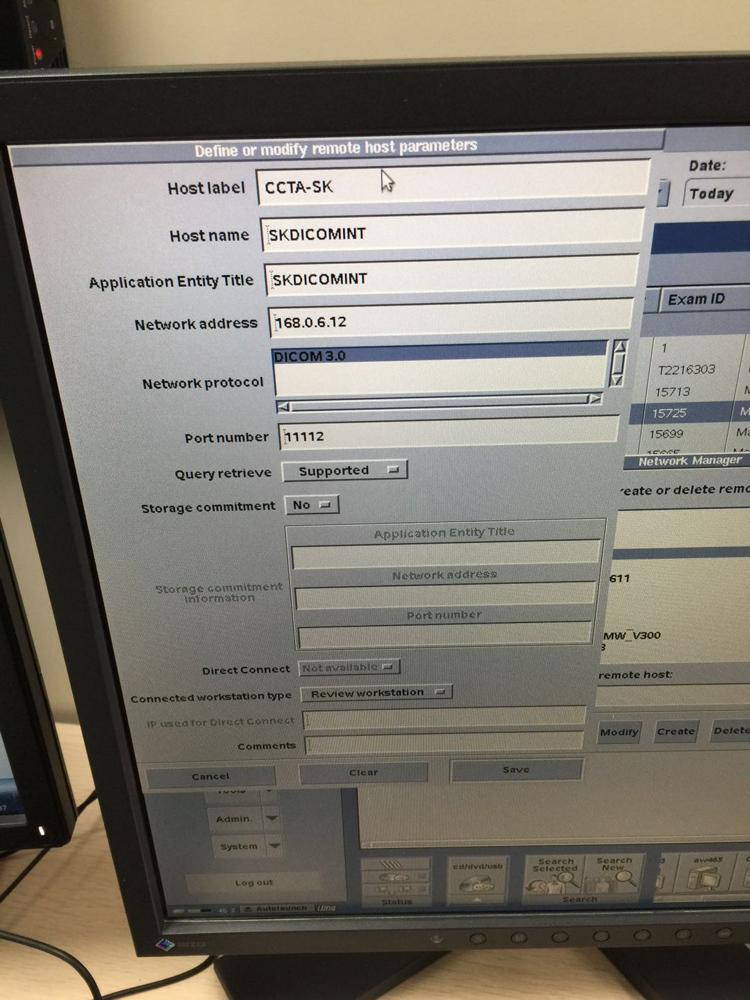 Define or modify remote host parameters
Host label
CCTA-SK
Host name
SKDICOMINT
Application Entity Title
SKDICOMINT
Network address
168.0.6.12
Network protocol
DICOM 3.0
Port number
11112
Query retrieve
Supported
Storage commitment
No
Application Entity Title
Network address
Storage commitment
information
Port number
Direct Connect
Not available
Connected workstation type
Review workstation
IP used for Direct Connect
Comments
Cancel
Clear
Save
Date:
Today
Exam ID
1
T2216303
15713
15725
15699
Network Manager
reate or delete remo
611
MW_V300
remote host:
Modify
Create
Delete
Tools
Admin.
System
Log out
Autolaunch
Status
cd/dvd/usb
Search
Selected
Search
New
Search
aw465
EIZO